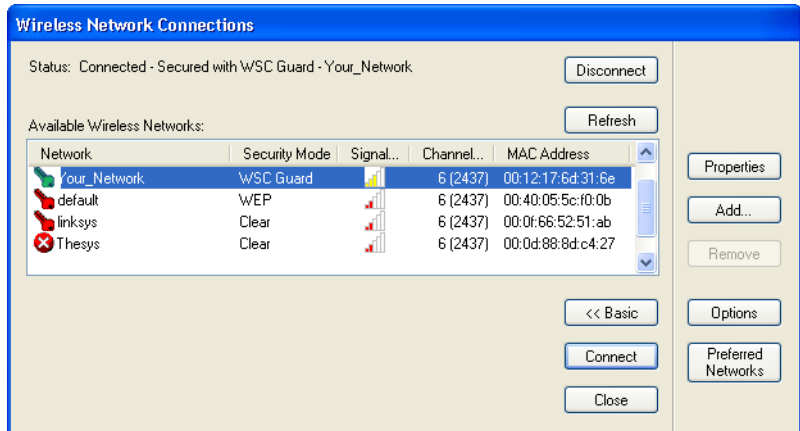 Wireless Network Connections
Status: Connected - Secured with WSC Guard - Your_Network
Disconnect
Refresh
Available Wireless Networks:
Network Security Mode Signal... Channel... MAC Address
Your_Network WSC Guard 6 (2437) 00:12:17:6d:31:6e
default WEP 6 (2437) 00:40:05:5c:f0:0b
linksys Clear 6 (2437) 00:0f:66:52:51:ab
Thesys Clear 6 (2437) 00:0d:88:8d:c4:27
Properties
Add...
Remove
<< Basic
Options
Connect
Preferred
Networks
Close